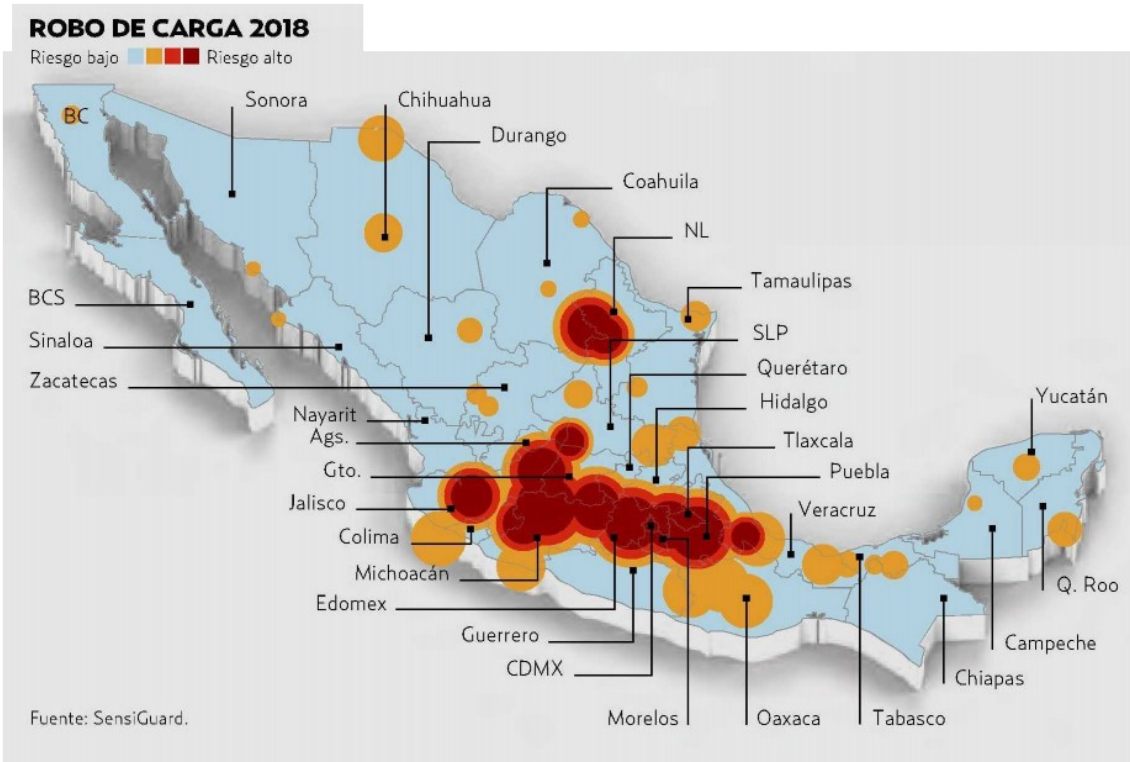 ROBO DE CARGA 2018
Riesgo bajo Riesgo alto
BC
Sonora
Chihuahua
Durango
Coahuila
NL
Tamaulipas
BCS
SLP
Sinaloa
Querétaro
Zacatecas
Hidalgo
Yucatán
Nayarit
Ags.
Tlaxcala
Gto.
Puebla
Jalisco
Veracruz
Colima
Michoacán
Q. Roo
Edomex
Guerrero
Campeche
CDMX
Chiapas
Fuente: SensiGuard.
Morelos
Oaxaca
Tabasco